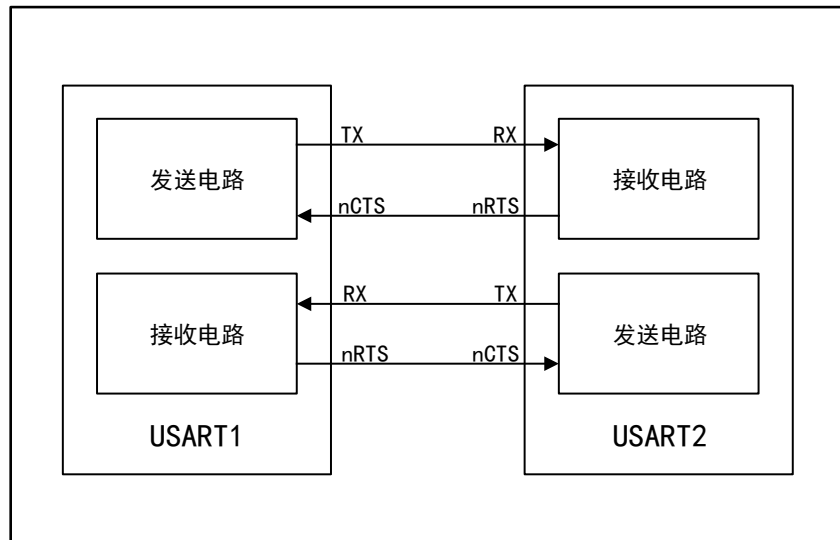 TX RX
发送电路 接收电路
nCTS nRTS
RX TX
接收电路 发送电路
nRTS nCTS
USART1 USART2